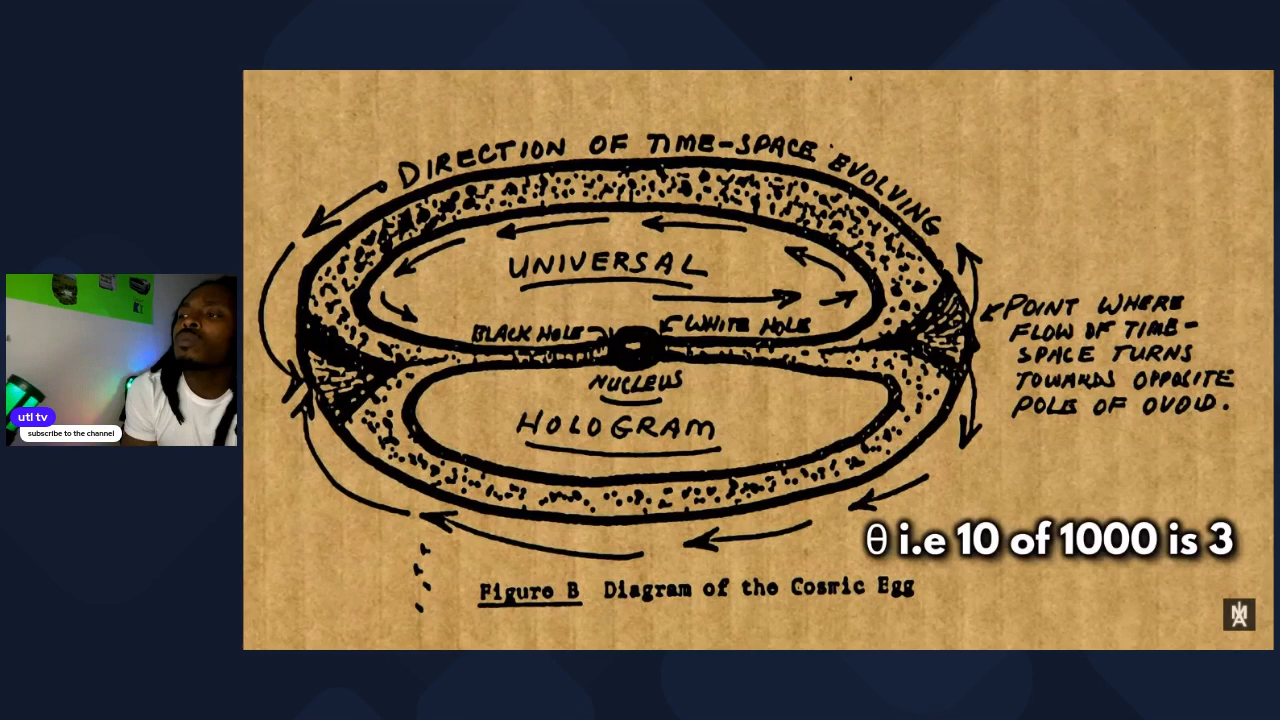 DIRECTION OF TIME-SPACE EVOLVING
UNIVERSAL
BLACK HOLE
WHITE HOLE
NUCLEUS
HOLOGRAM
POINT WHERE
FLOW OF TIME-
SPACE TURNS
TOWARDS OPPOSITE
POLE OF OVOID.
θ i.e 10 of 1000 is 3
Figure B Diagram of the Cosmic Egg
utl tv
subscribe to the channel